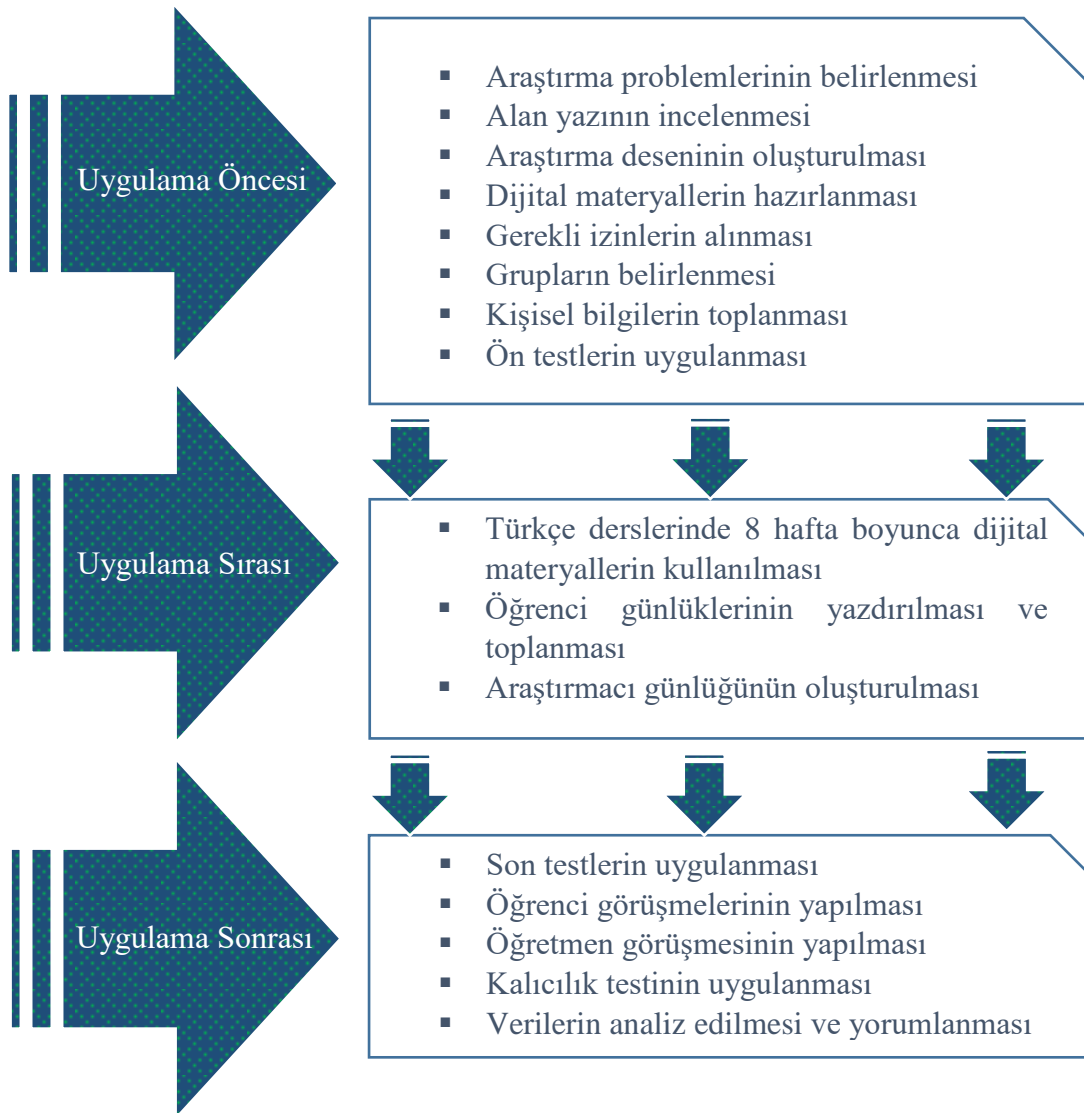 Uygulama Öncesi
▪ Araştırma problemlerinin belirlenmesi
▪ Alan yazının incelenmesi
▪ Araştırma deseninin oluşturulması
▪ Dijital materyallerin hazırlanması
▪ Gerekli izinlerin alınması
▪ Grupların belirlenmesi
▪ Kişisel bilgilerin toplanması
▪ Ön testlerin uygulanması
Uygulama Sırası
▪ Türkçe derslerinde 8 hafta boyunca dijital
materyallerin kullanılması
▪ Öğrenci günlüklerinin yazdırılması ve
toplanması
▪ Araştırmacı günlüğünün oluşturulması
Uygulama Sonrası
▪ Son testlerin uygulanması
▪ Öğrenci görüşmelerinin yapılması
▪ Öğretmen görüşmesinin yapılması
▪ Kalıcılık testinin uygulanması
▪ Verilerin analiz edilmesi ve yorumlanması